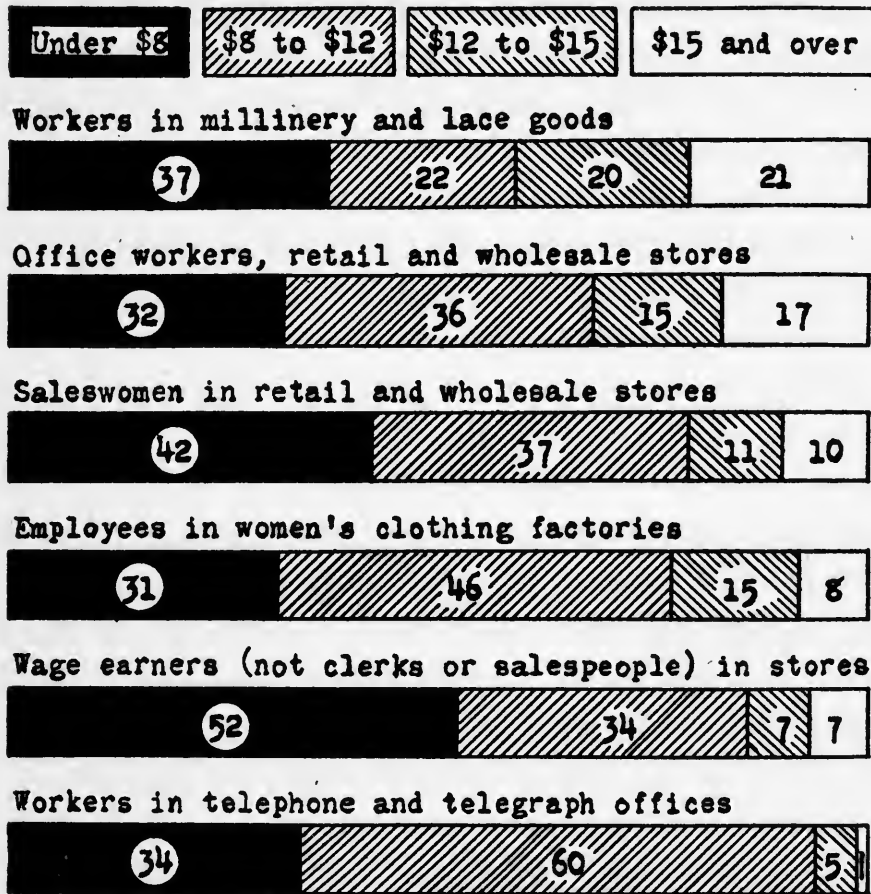 Under $8 $8 to $12 $12 to $15 $15 and over
Workers in millinery and lace goods
37 22 20 21
Office workers, retail and wholesale stores
32 36 15 17
Saleswomen in retail and wholesale stores
42 37 11 10
Employees in women's clothing factories
31 46 15 8
Wage earners (not clerks or salespeople) in stores
52 34 7 7
Workers in telephone and telegraph offices
34 60 5 1